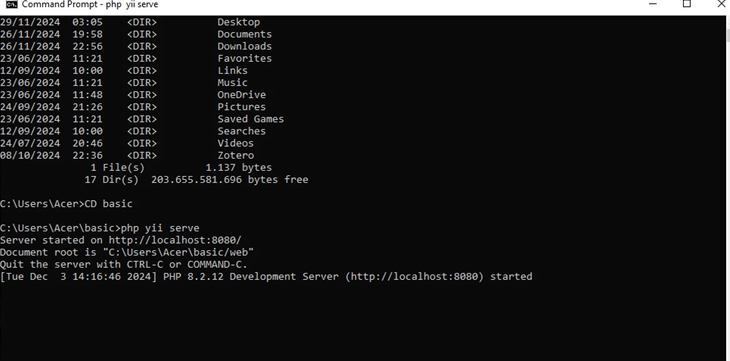 Command Prompt - php yii serve
29/11/2024 03:05 <DIR> Desktop
26/11/2024 19:58 <DIR> Documents
26/11/2024 22:56 <DIR> Downloads
23/06/2024 11:21 <DIR> Favorites
12/09/2024 10:00 <DIR> Links
23/06/2024 11:21 <DIR> Music
23/06/2024 11:48 <DIR> OneDrive
24/09/2024 21:26 <DIR> Pictures
23/06/2024 11:21 <DIR> Saved Games
12/09/2024 10:00 <DIR> Searches
24/07/2024 20:46 <DIR> Videos
08/10/2024 22:36 <DIR> Zotero
1 File(s) 1.137 bytes
17 Dir(s) 203.655.581.696 bytes free
C:\Users\Acer>CD basic
C:\Users\Acer\basic>php yii serve
Server started on http://localhost:8080/
Document root is "C:\Users\Acer\basic/web"
Quit the server with CTRL-C or COMMAND-C.
[Tue Dec 3 14:16:46 2024] PHP 8.2.12 Development Server (http://localhost:8080) started